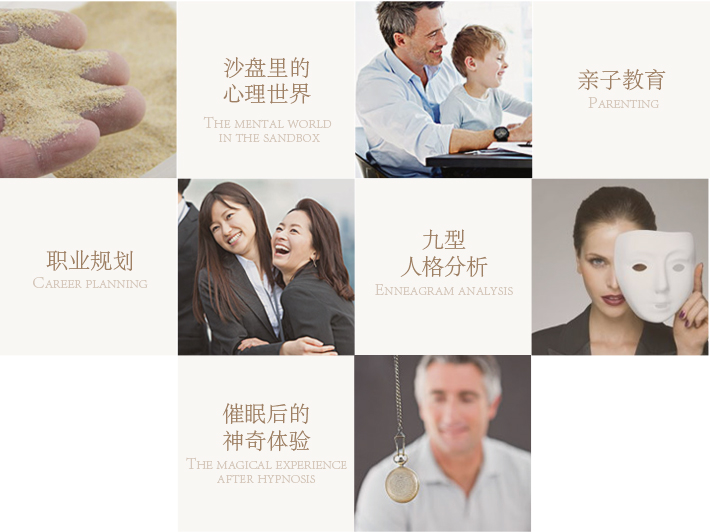 沙盘里的
心理世界
THE MENTAL WORLD
IN THE SANDBOX
亲子教育
PARENTING
职业规划
CAREER PLANNING
九型
人格分析
ENNEAGRAM ANALYSIS
催眠后的
神奇体验
THE MAGICAL EXPERIENCE
AFTER HYPNOSIS